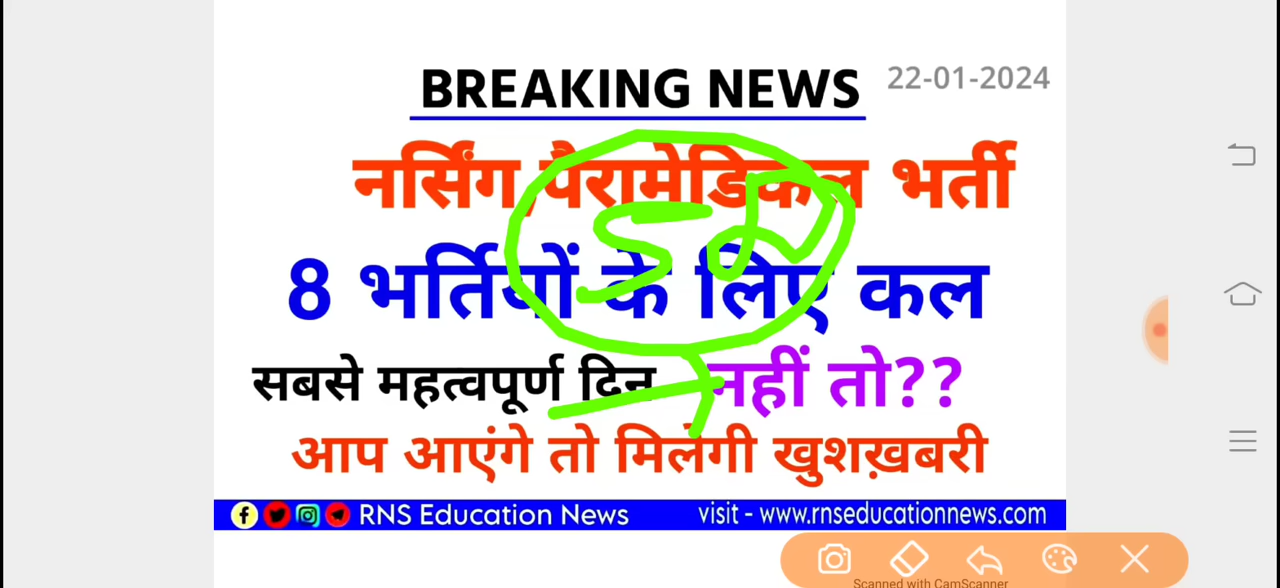 BREAKING NEWS 22-01-2024
नर्सिंग/पैरामेडिकल भर्ती
8 भर्तियों के लिए कल
सबसे महत्वपूर्ण दिन नहीं तो??
आप आएंगे तो मिलेगी खुशख़बरी
RNS Education News visit - www.rnseducationnews.com
Scanned with CamScanner